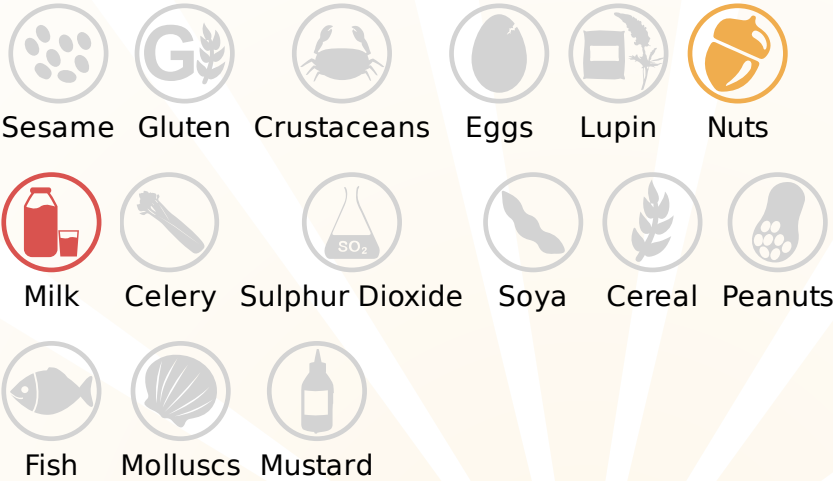 G
Sesame Gluten Crustaceans Eggs Lupin Nuts
SO₂
Milk Celery Sulphur Dioxide Soya Cereal Peanuts
Fish Molluscs Mustard